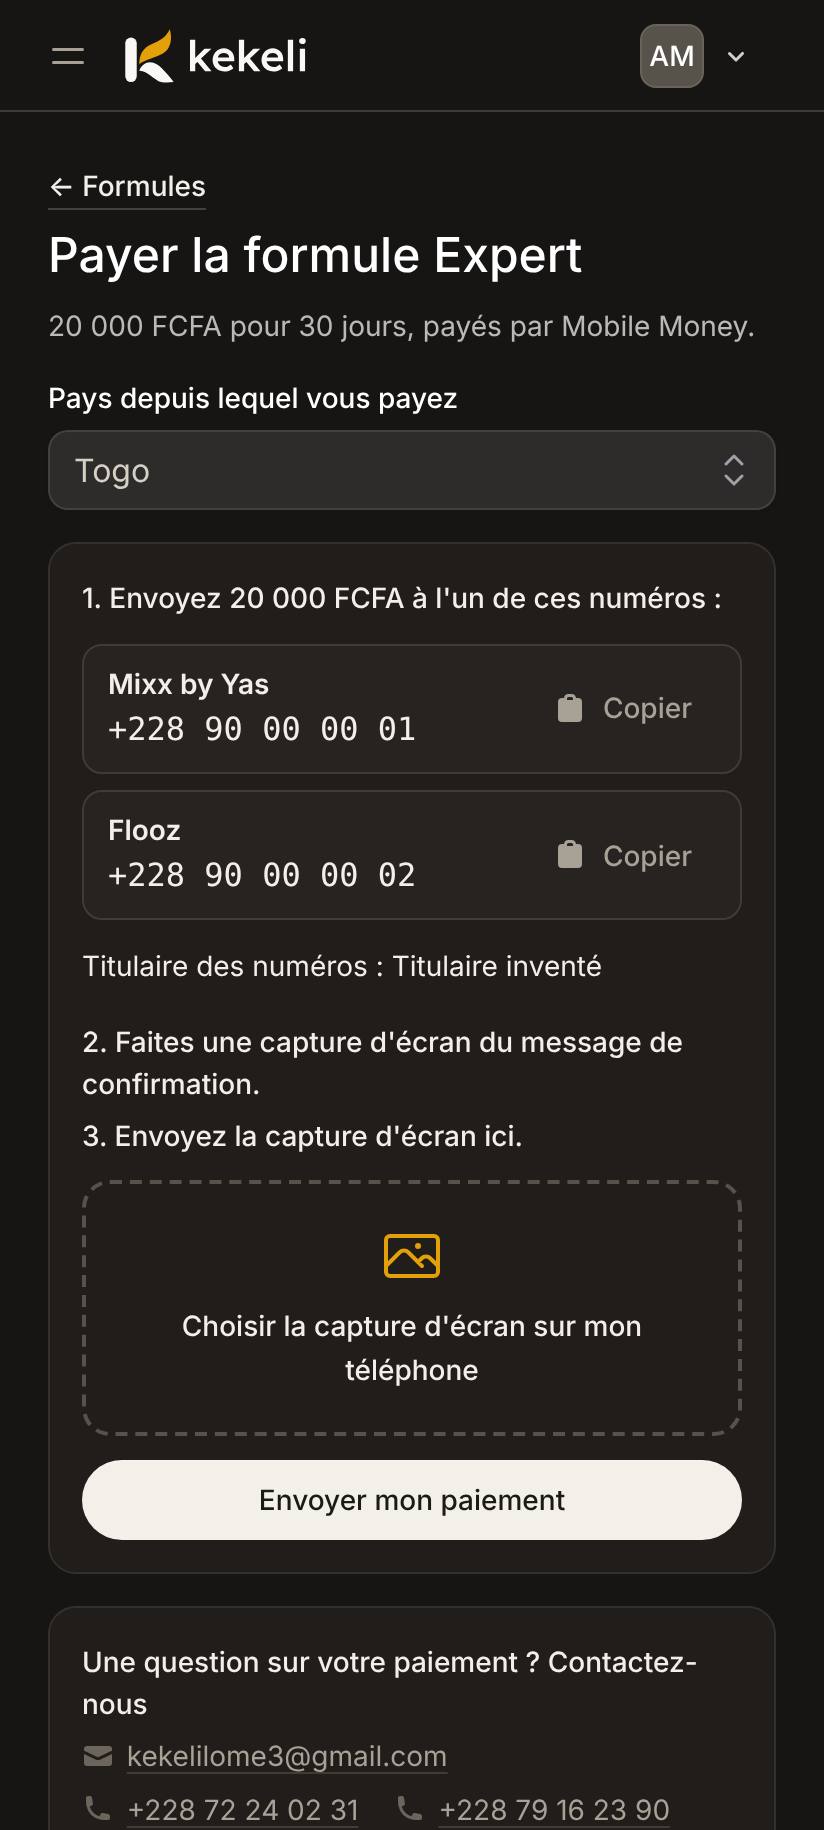 kekeli
AM
← Formules
Payer la formule Expert
20 000 FCFA pour 30 jours, payés par Mobile Money.
Pays depuis lequel vous payez
Togo
1. Envoyez 20 000 FCFA à l'un de ces numéros :
Mixx by Yas
+228 90 00 00 01
Copier
Flooz
+228 90 00 00 02
Copier
Titulaire des numéros : Titulaire inventé
2. Faites une capture d'écran du message de
confirmation.
3. Envoyez la capture d'écran ici.
Choisir la capture d'écran sur mon
téléphone
Envoyer mon paiement
Une question sur votre paiement ? Contactez-
nous
kekelilome3@gmail.com
+228 72 24 02 31 +228 79 16 23 90